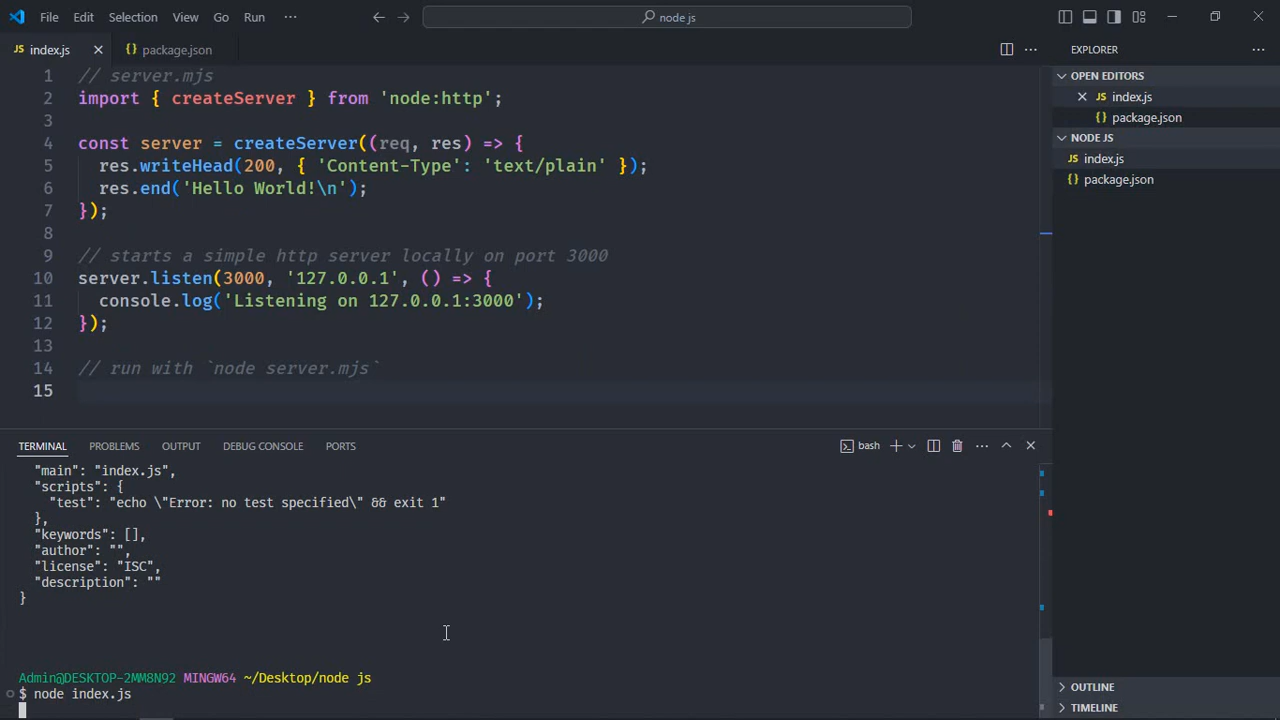 File Edit Selection View Go Run ··· node js
index.js package.json
1 // server.mjs
2 import { createServer } from 'node:http';
3
4 const server = createServer((req, res) => {
5 res.writeHead(200, { 'Content-Type': 'text/plain' });
6 res.end('Hello World!\n');
7 });
8
9 // starts a simple http server locally on port 3000
10 server.listen(3000, '127.0.0.1', () => {
11 console.log('Listening on 127.0.0.1:3000');
12 });
13
14 // run with `node server.mjs`
15
EXPLORER
OPEN EDITORS
JS index.js
{} package.json
NODE JS
JS index.js
{} package.json
OUTLINE
TIMELINE
TERMINAL PROBLEMS OUTPUT DEBUG CONSOLE PORTS bash
"main": "index.js",
"scripts": {
"test": "echo \"Error: no test specified\" && exit 1"
},
"keywords": [],
"author": "",
"license": "ISC",
"description": ""
}
Admin@DESKTOP-2MM8N92 MINGW64 ~/Desktop/node js
$ node index.js